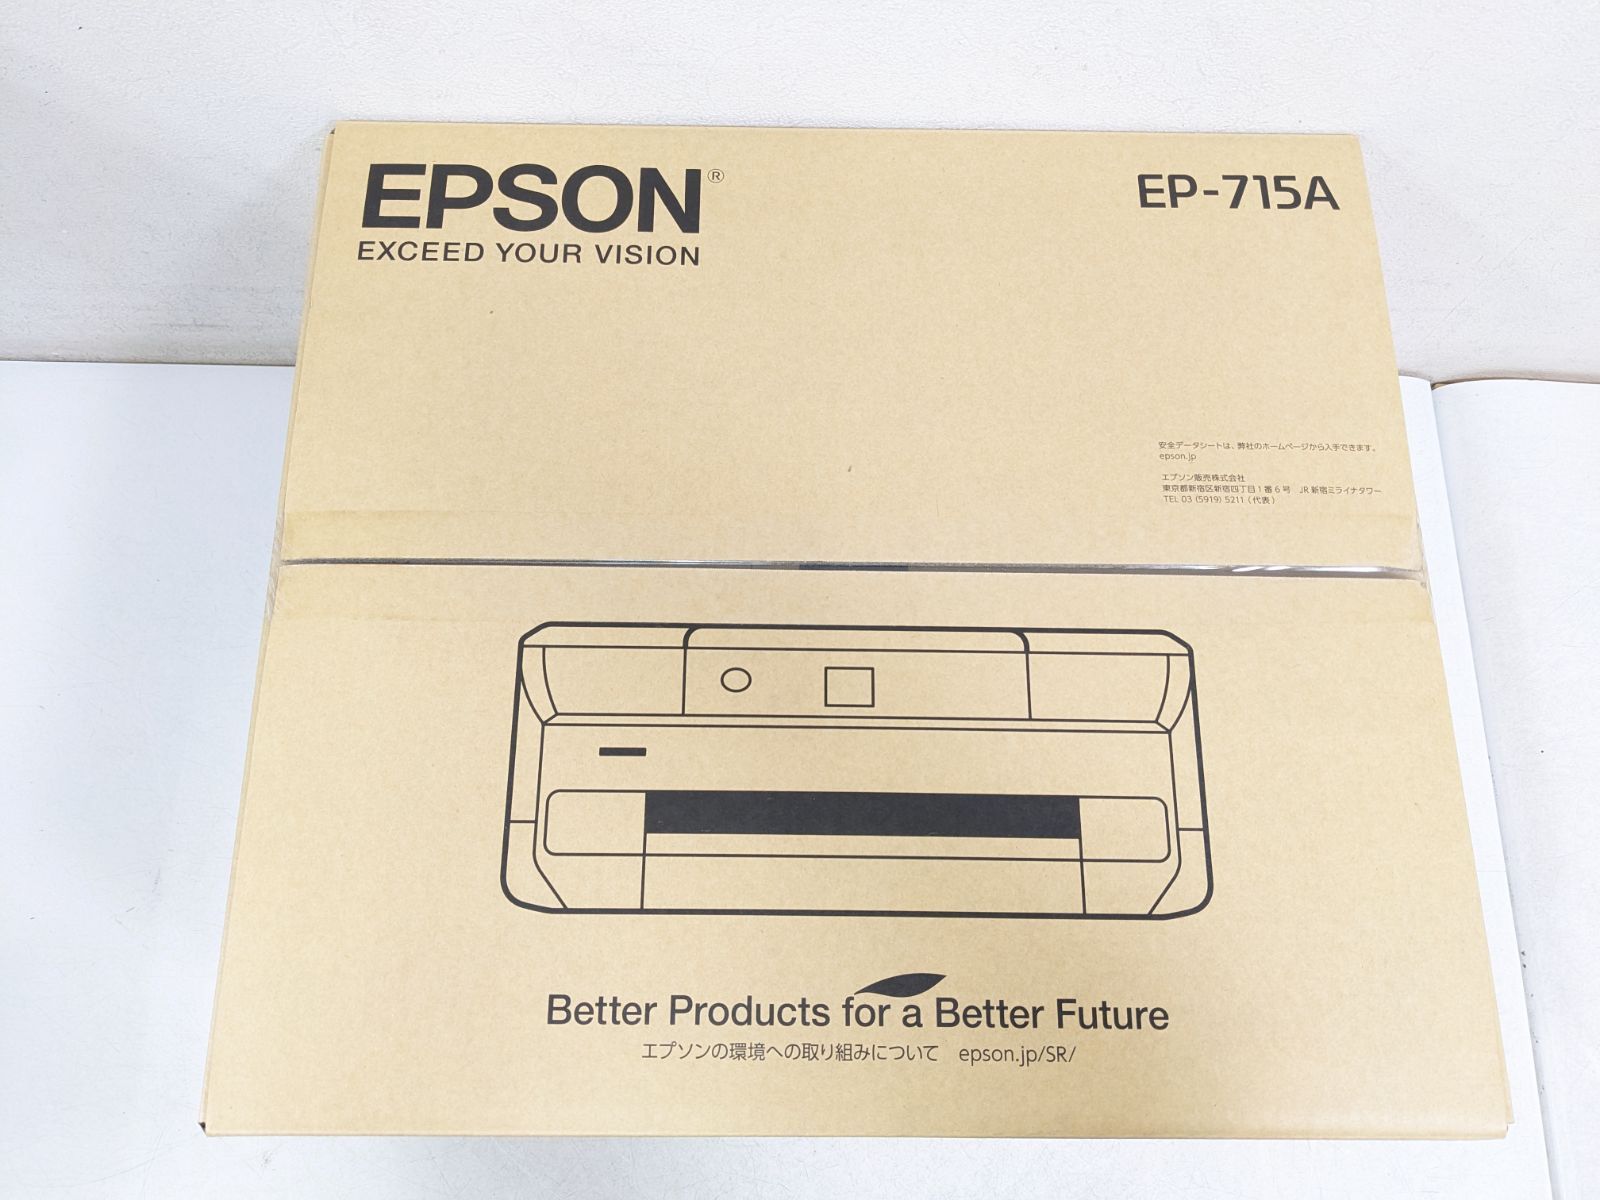 EPSON®
EXCEED YOUR VISION
EP-715A
安全データシートは、弊社のホームページから入手できます。
epson.jp
エプソン販売株式会社
東京都新宿区新宿四丁目1番6号 JR新宿ミライナタワー
TEL 03 (5919) 5211 (代表)
Better Products for a Better Future
エプソンの環境への取り組みについて epson.jp/SR/